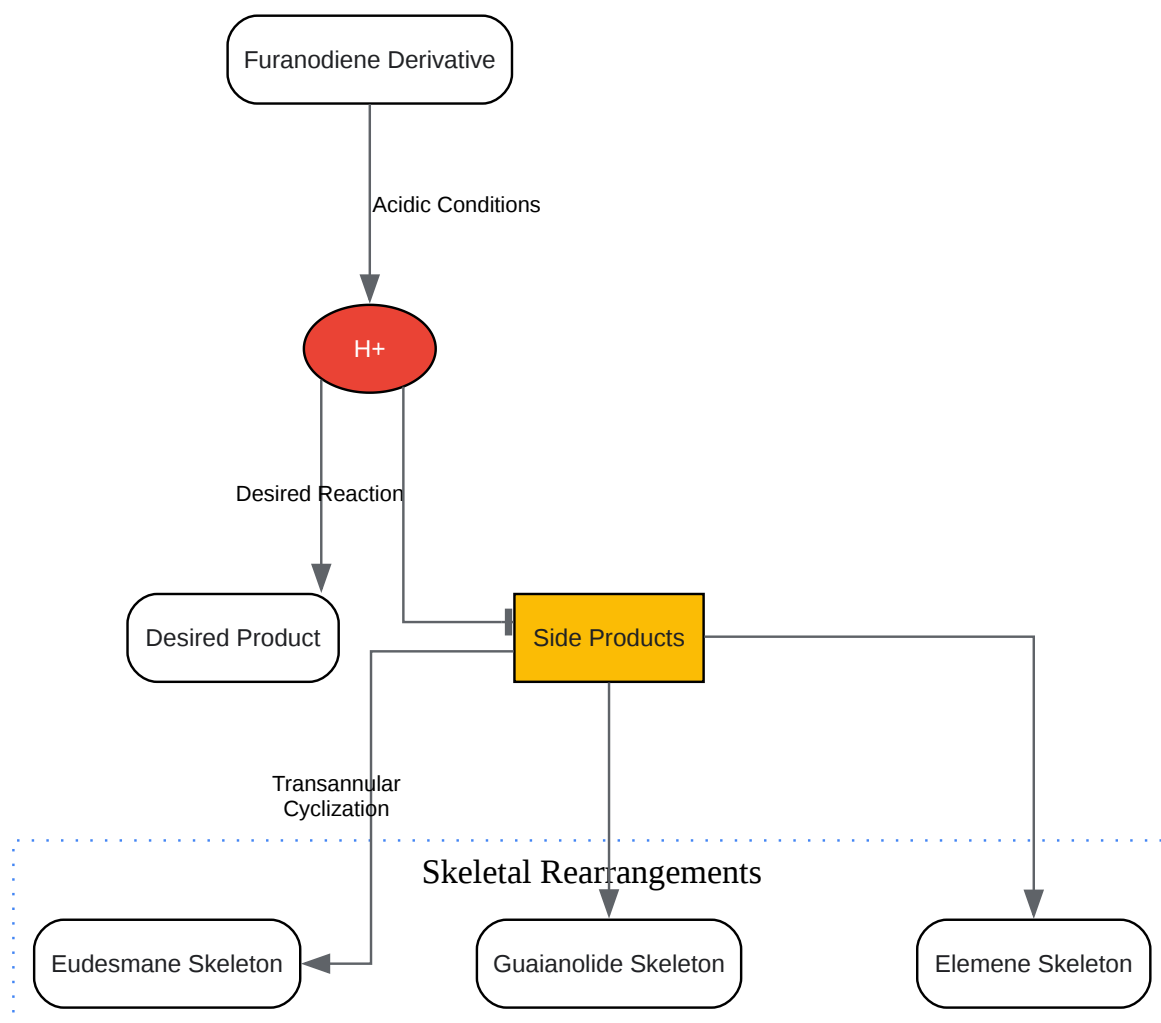 Furanodiene Derivative
Acidic Conditions
H+
Desired Reaction
Desired Product
Side Products
Transannular
Cyclization
Skeletal Rearrangements
Eudesmane Skeleton
Guaianolide Skeleton
Elemene Skeleton